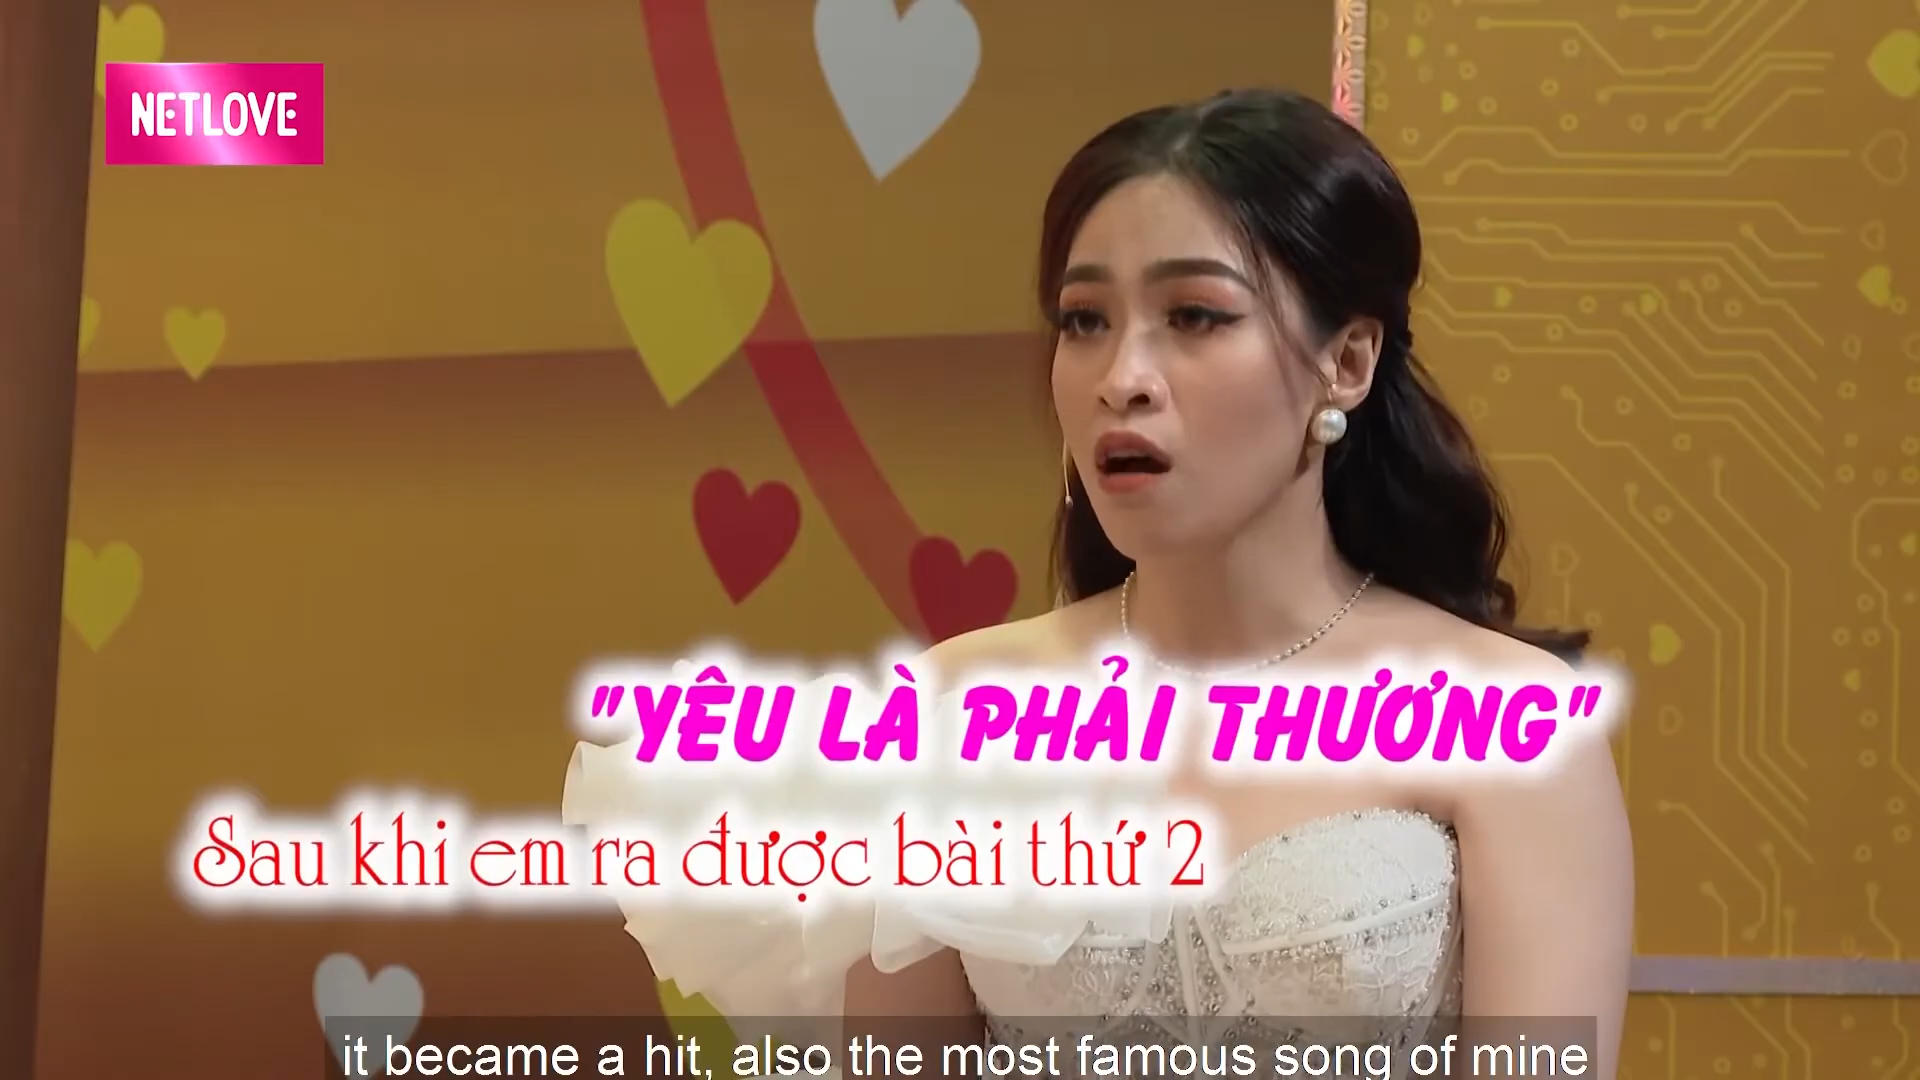 NETLOVE
"YÊU LÀ PHẢI THƯƠNG"
Sau khi em ra được bài thứ 2
it became a hit, also the most famous song of mine